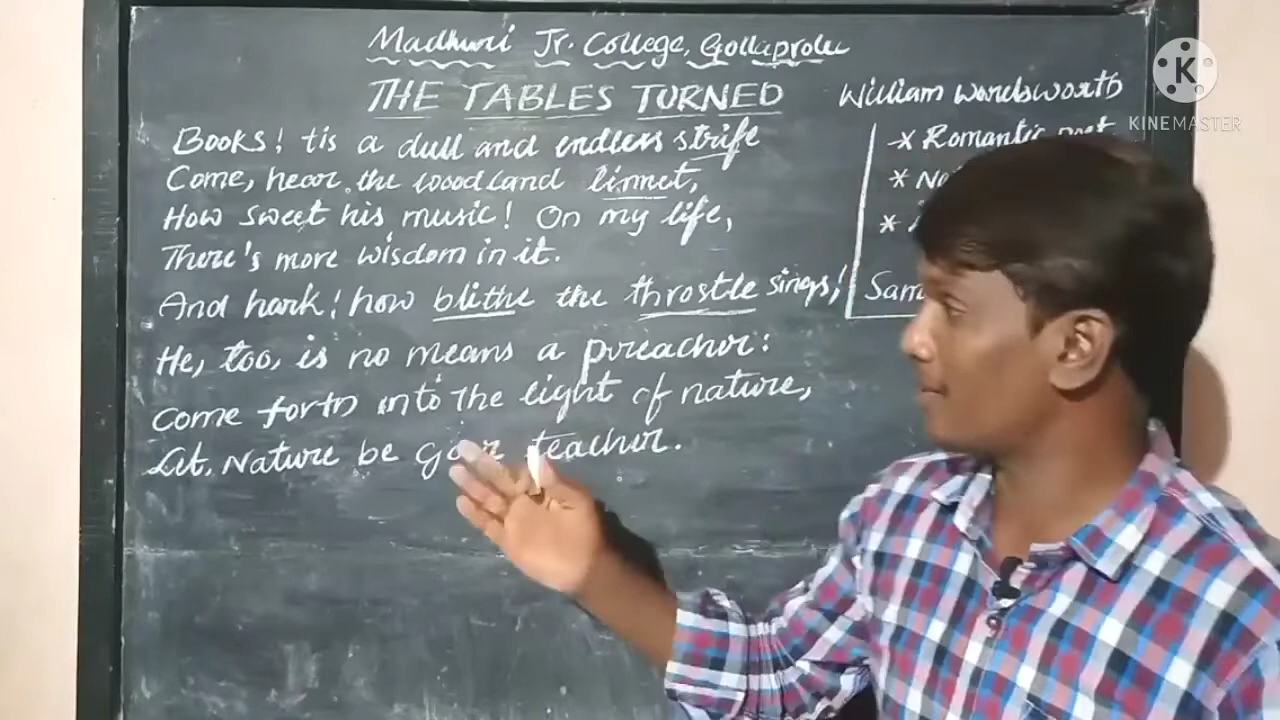 Madhuri Jr. College, Gollaprolu
THE TABLES TURNED
William Wordsworth
Books! tis a dull and endless strife
Come, hear the woodland linnet,
How sweet his music! On my life,
There's more wisdom in it.
And hark! how blithe the throstle sings!
He, too, is no means a preacher:
Come forth into the light of nature,
Let Nature be your teacher.
* Romantic poet
* Na
*
Sam
K
KINEMASTER